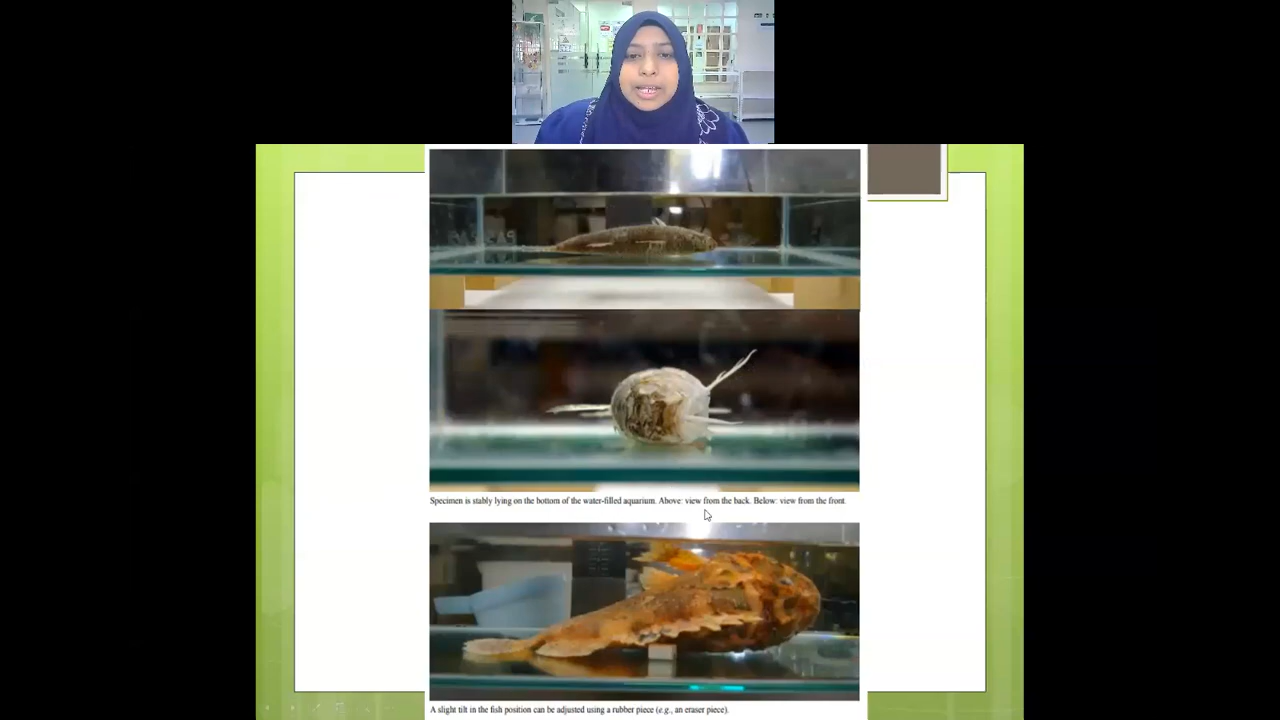 Specimen is stably lying on the bottom of the water-filled aquarium. Above: view from the back. Below: view from the front.
A slight tilt in the fish position can be adjusted using a rubber piece (e.g., an eraser piece).